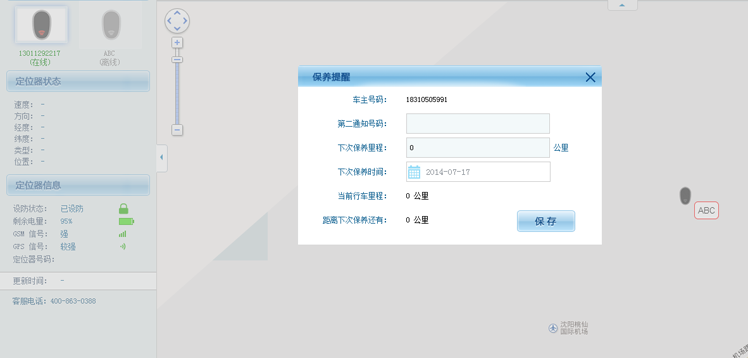 13011292217
(在线)
ABC
(离线)
定位器状态
速度: -
方向: -
经度: -
纬度: -
类型: -
位置: -
定位器信息
设防状态: 已设防
剩余电量: 95%
GSM 信号: 强
GPS 信号: 较强
定位器号码:
更新时间: -
客服电话: 400-863-0388
保养提醒
车主号码: 18310505991
第二通知号码:
下次保养里程: 0 公里
下次保养时间: 2014-07-17
当前行车里程: 0 公里
距离下次保养还有: 0 公里
保 存
ABC
沈阳桃仙
国际机场
机场路